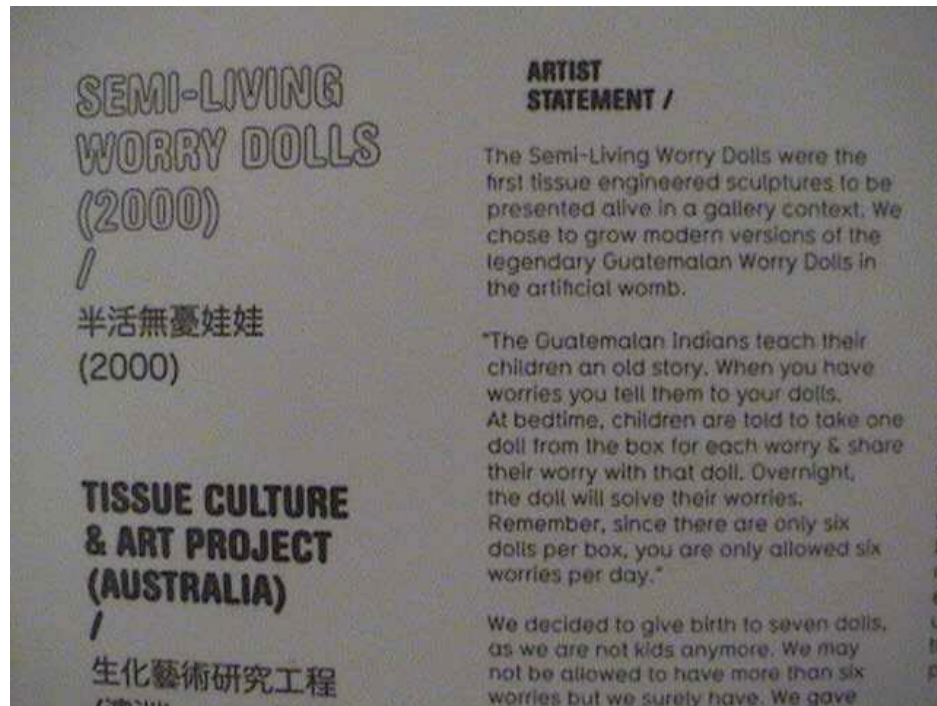 SEMI-LIVING
WORRY DOLLS
(2000)
/
半活無憂娃娃
(2000)
TISSUE CULTURE
& ART PROJECT
(AUSTRALIA)
/
生化藝術研究工程
ARTIST
STATEMENT /
The Semi-Living Worry Dolls were the
first tissue engineered sculptures to be
presented alive in a gallery context. We
chose to grow modern versions of the
legendary Guatemalan Worry Dolls in
the artificial womb.
"The Guatemalan Indians teach their
children an old story. When you have
worries you tell them to your dolls.
At bedtime, children are told to take one
doll from the box for each worry & share
their worry with that doll. Overnight,
the doll will solve their worries.
Remember, since there are only six
dolls per box, you are only allowed six
worries per day."
We decided to give birth to seven dolls,
as we are not kids anymore. We may
not be allowed to have more than six
worries but we surely have. We gave